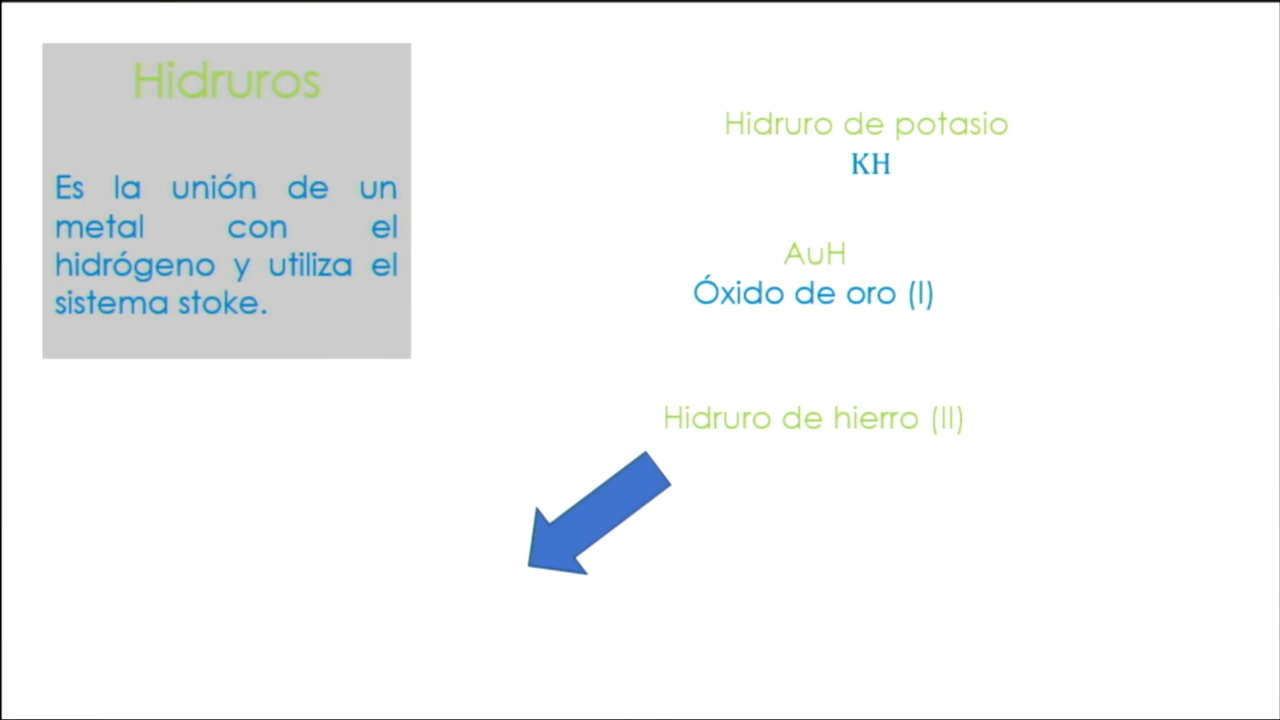 Hidruros
Es la unión de un
metal con el
hidrógeno y utiliza el
sistema stoke.
Hidruro de potasio
KH
AuH
Óxido de oro (I)
Hidruro de hierro (II)